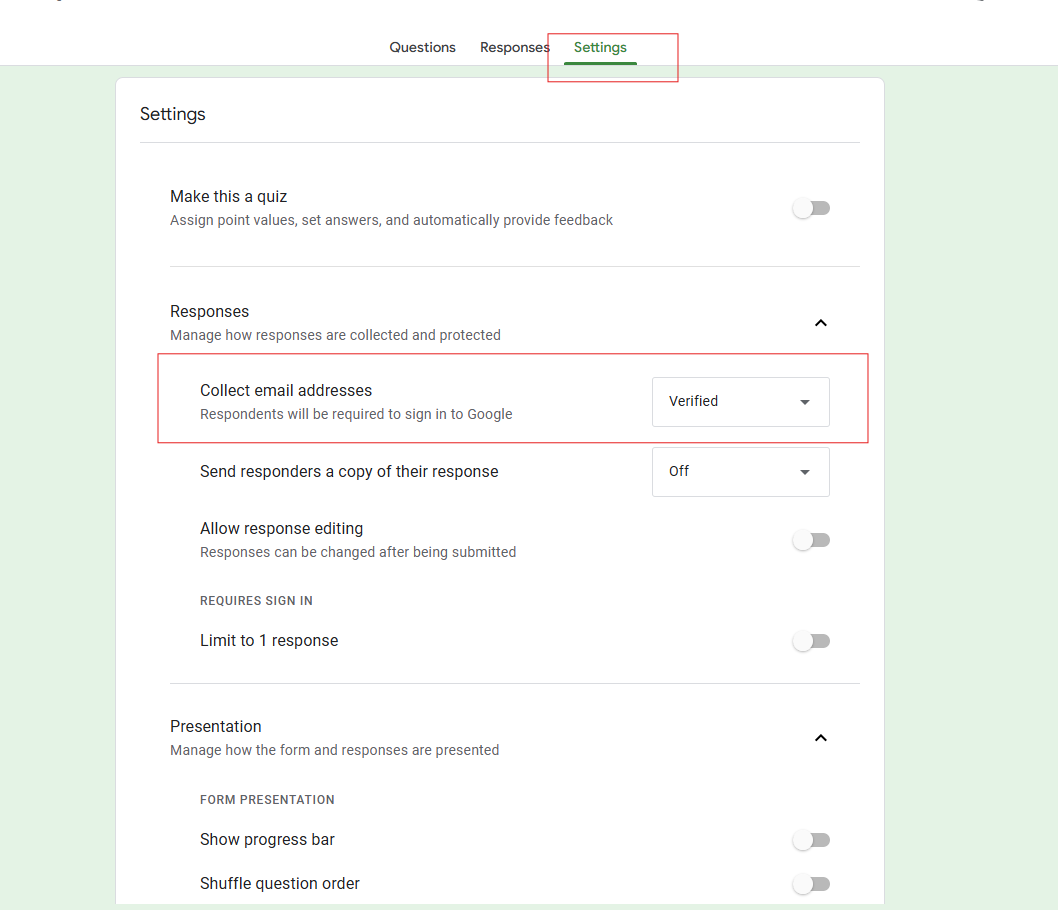 Questions Responses Settings
Settings
Make this a quiz
Assign point values, set answers, and automatically provide feedback
Responses
Manage how responses are collected and protected
Collect email addresses
Respondents will be required to sign in to Google
Verified
Send responders a copy of their response
Off
Allow response editing
Responses can be changed after being submitted
REQUIRES SIGN IN
Limit to 1 response
Presentation
Manage how the form and responses are presented
FORM PRESENTATION
Show progress bar
Shuffle question order